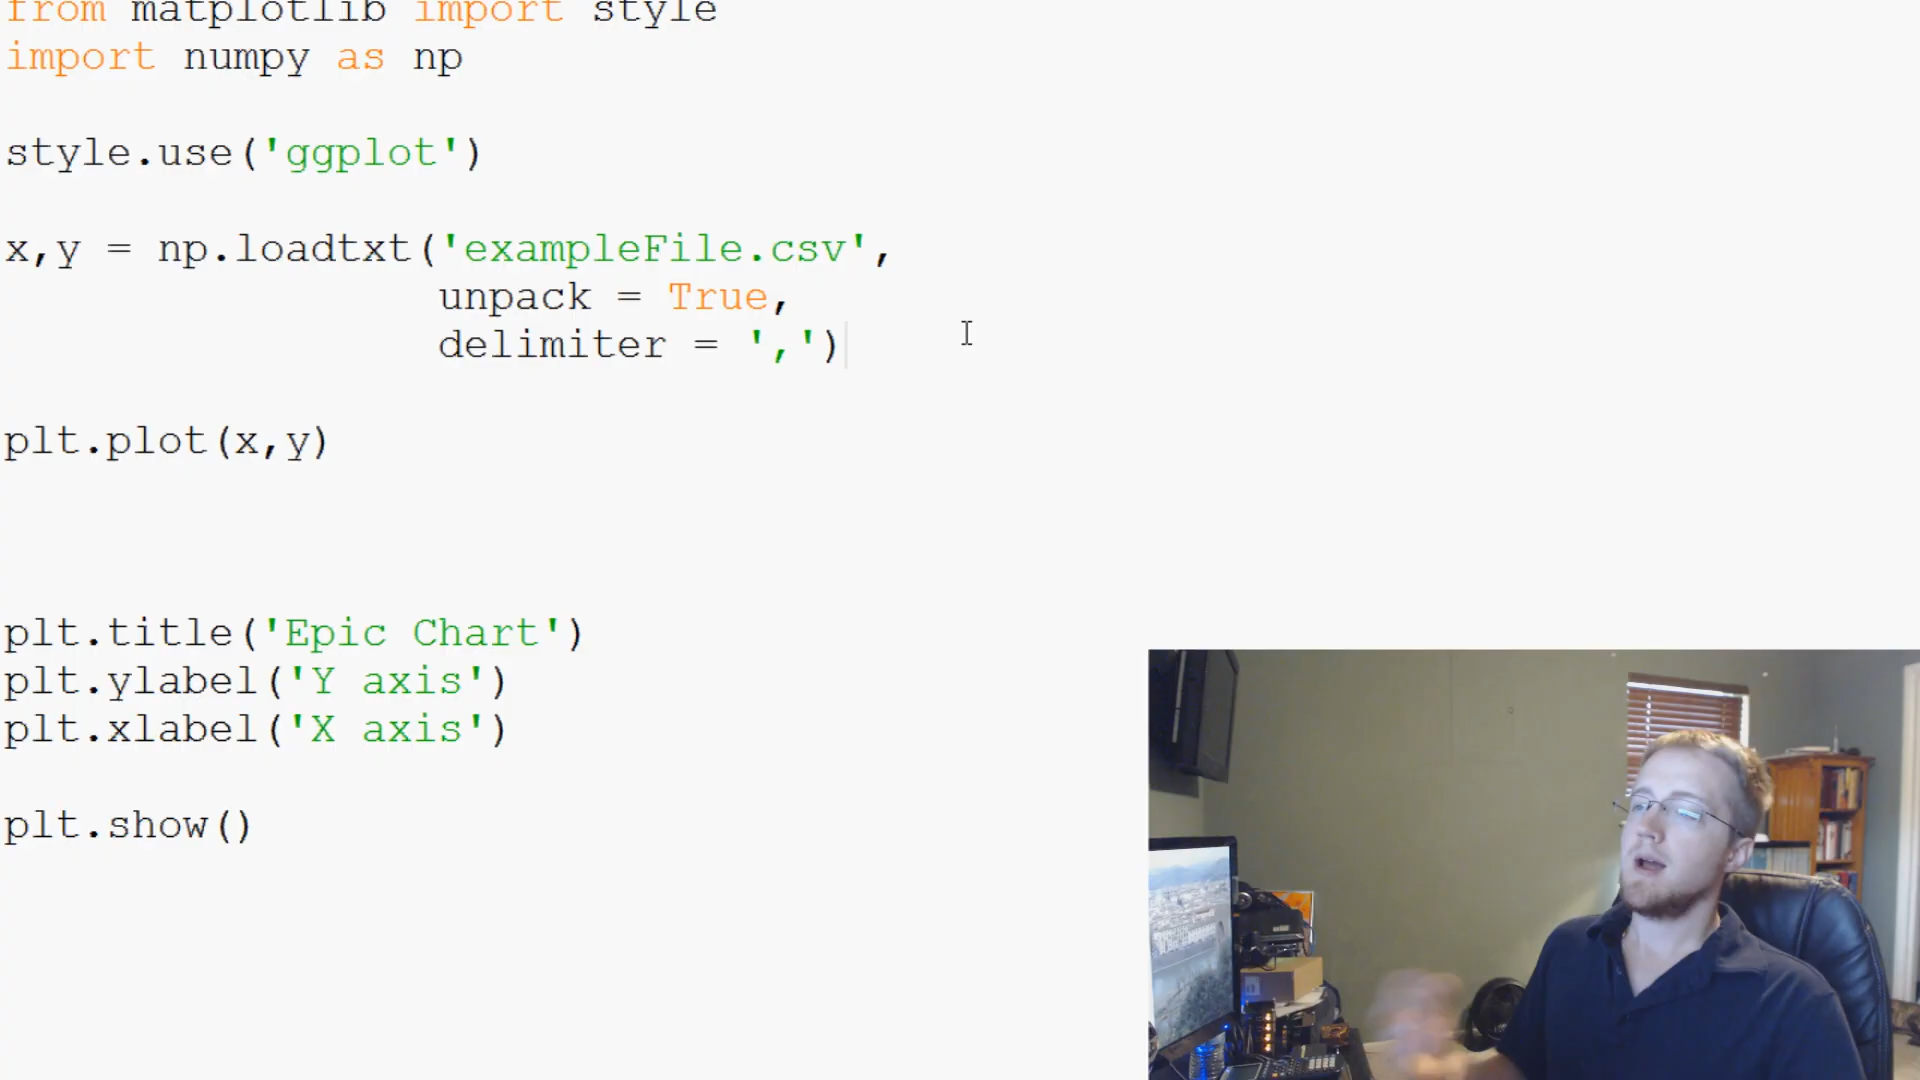 from matplotlib import style
import numpy as np
style.use('ggplot')
x,y = np.loadtxt('exampleFile.csv',
unpack = True,
delimiter = ',')
plt.plot(x,y)
plt.title('Epic Chart')
plt.ylabel('Y axis')
plt.xlabel('X axis')
plt.show()